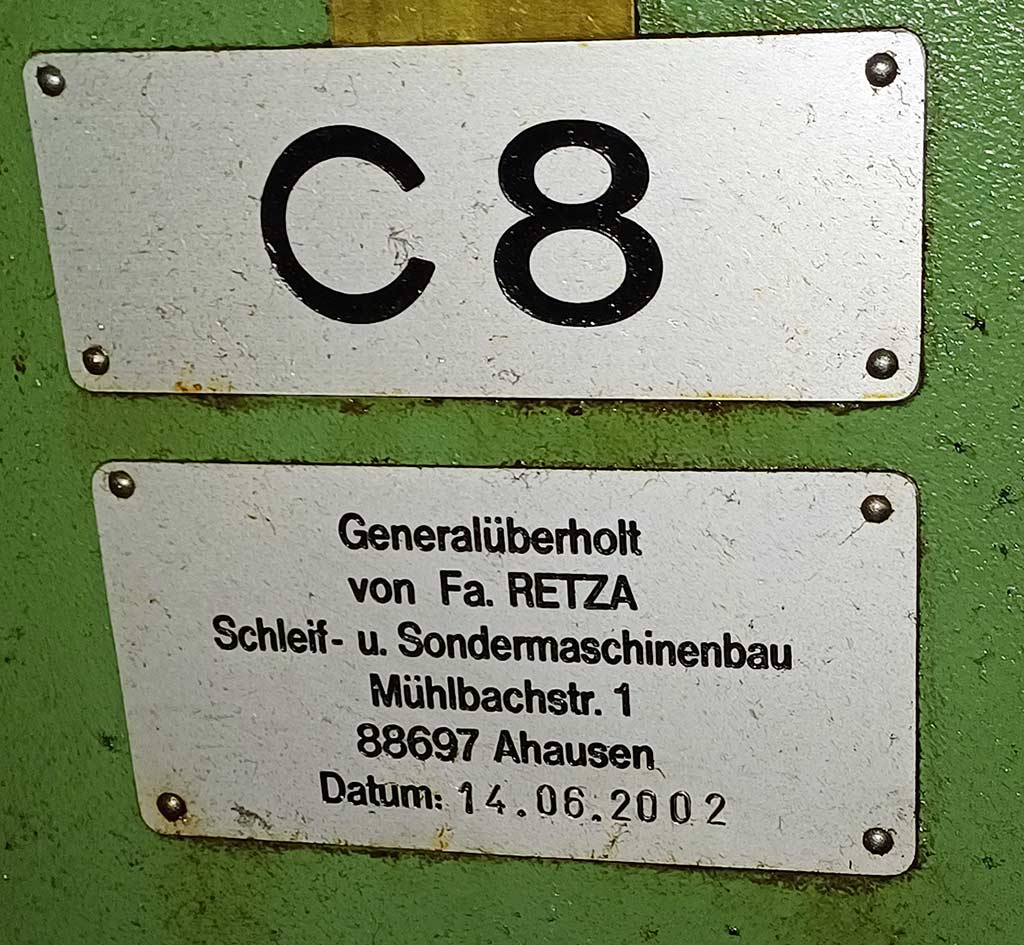 C8
Generalüberholt
von Fa. RETZA
Schleif- u. Sondermaschinenbau
Mühlbachstr. 1
88697 Ahausen
Datum: 14.06.2002